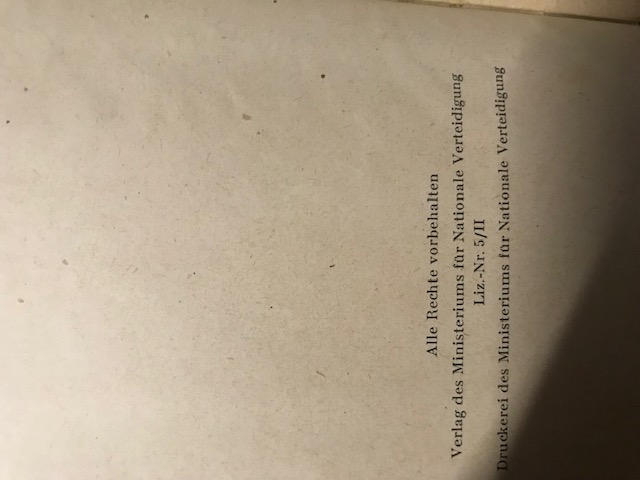 Alle Rechte vorbehalten
Verlag des Ministeriums für Nationale Verteidigung
Liz.-Nr. 5/II
Druckerei des Ministeriums für Nationale Verteidigung